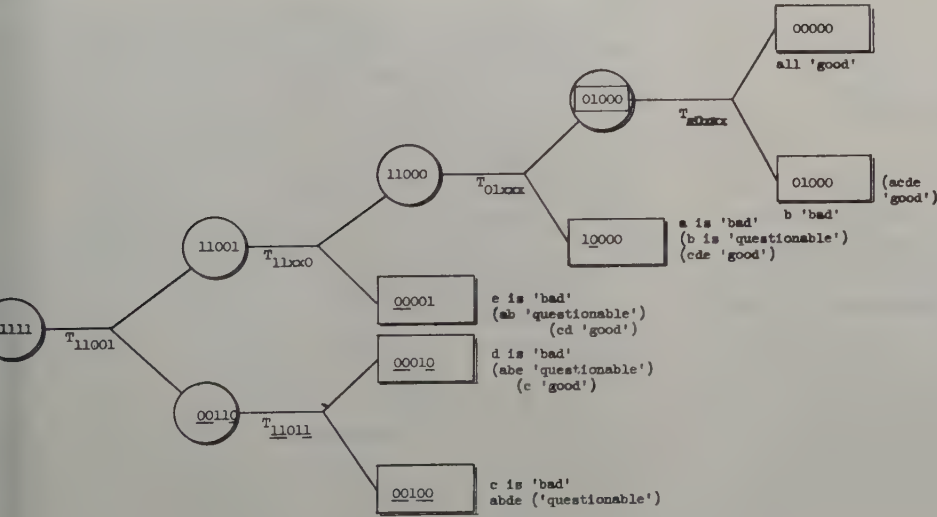 00000
all 'good'
01000
T
01000
b 'bad'
(acde
'good')
11000
T01xxx
10000
a is 'bad'
(b is 'questionable')
(cde 'good')
11001
T11xx0
00001
e is 'bad'
(ab 'questionable')
(cd 'good')
1111
T11001
00010
d is 'bad'
(abe 'questionable')
(c 'good')
00110
T11011
00100
c is 'bad'
abde ('questionable')